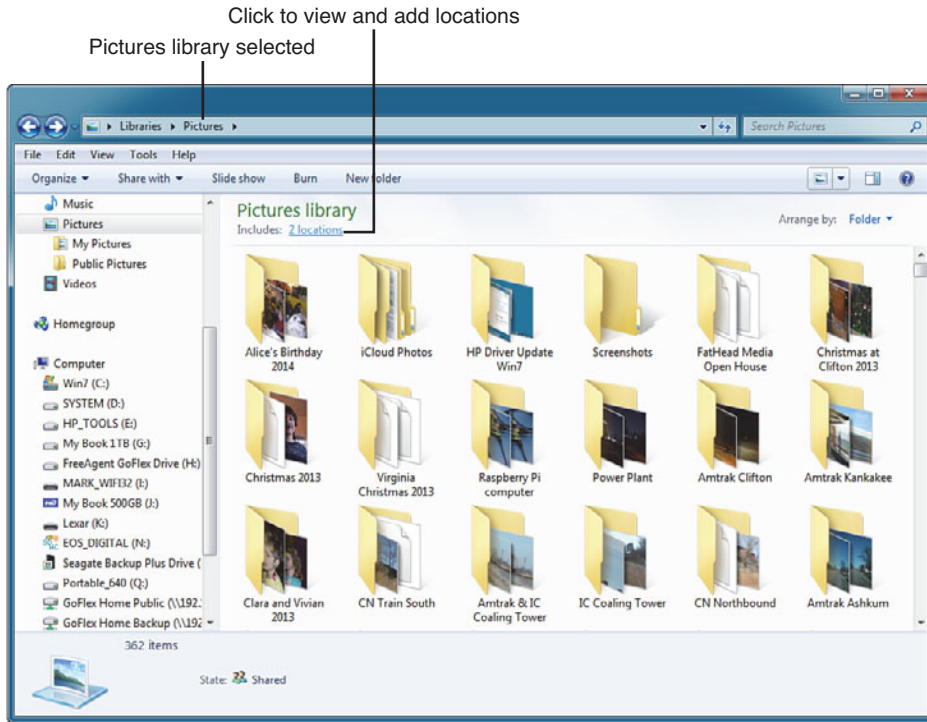 Click to view and add locations
Pictures library selected
Libraries Pictures
Search Pictures
File Edit View Tools Help
Organize Share with Slide show Burn New folder
Music
Pictures
My Pictures
Public Pictures
Videos
Homegroup
Computer
Win7 (C:)
SYSTEM (D:)
HP_TOOLS (E:)
My Book 1TB (G:)
FreeAgent GoFlex Drive (H:)
MARK_WIFI32 (I:)
My Book 500GB (J:)
Lexar (K:)
EOS_DIGITAL (N:)
Seagate Backup Plus Drive (
Portable_640 (Q:)
GoFlex Home Public (\\192.
GoFlex Home Backup (\\192
Pictures library
Includes: 2 locations
Arrange by: Folder
Alice's Birthday
2014
iCloud Photos
HP Driver Update
Win7
Screenshots
FatHead Media
Open House
Christmas at
Clifton 2013
Christmas 2013
Virginia
Christmas 2013
Raspberry Pi
computer
Power Plant
Amtrak Clifton
Amtrak Kankakee
Clara and Vivian
2013
CN Train South
Amtrak & IC
Coaling Tower
IC Coaling Tower
CN Northbound
Amtrak Ashkum
362 items
State: Shared